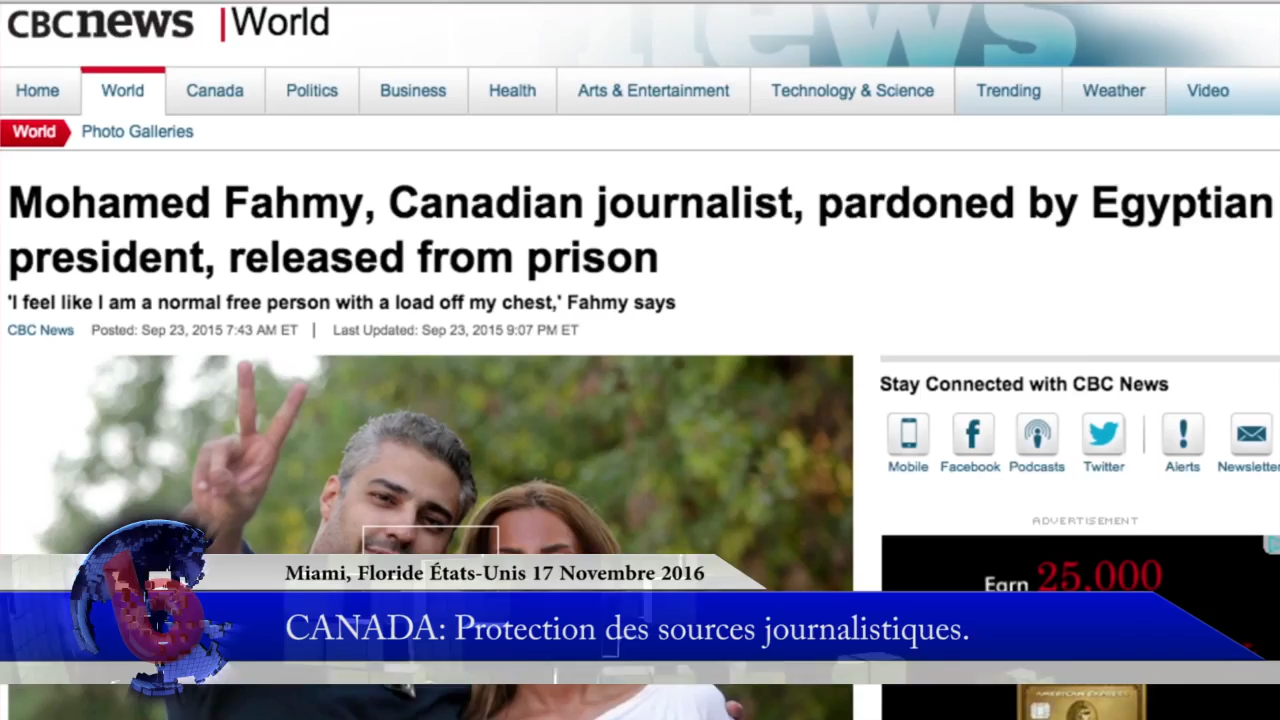 CBCnews | World
news
Home World Canada Politics Business Health Arts & Entertainment Technology & Science Trending Weather Video
World Photo Galleries
Mohamed Fahmy, Canadian journalist, pardoned by Egyptian
president, released from prison
'I feel like I am a normal free person with a load off my chest,' Fahmy says
CBC News Posted: Sep 23, 2015 7:43 AM ET | Last Updated: Sep 23, 2015 9:07 PM ET
Stay Connected with CBC News
Mobile Facebook Podcasts Twitter Alerts Newsletter
ADVERTISEMENT
Earn 25,000
Miami, Floride États-Unis 17 Novembre 2016
CANADA: Protection des sources journalistiques.
AMERICAN EXPRESS